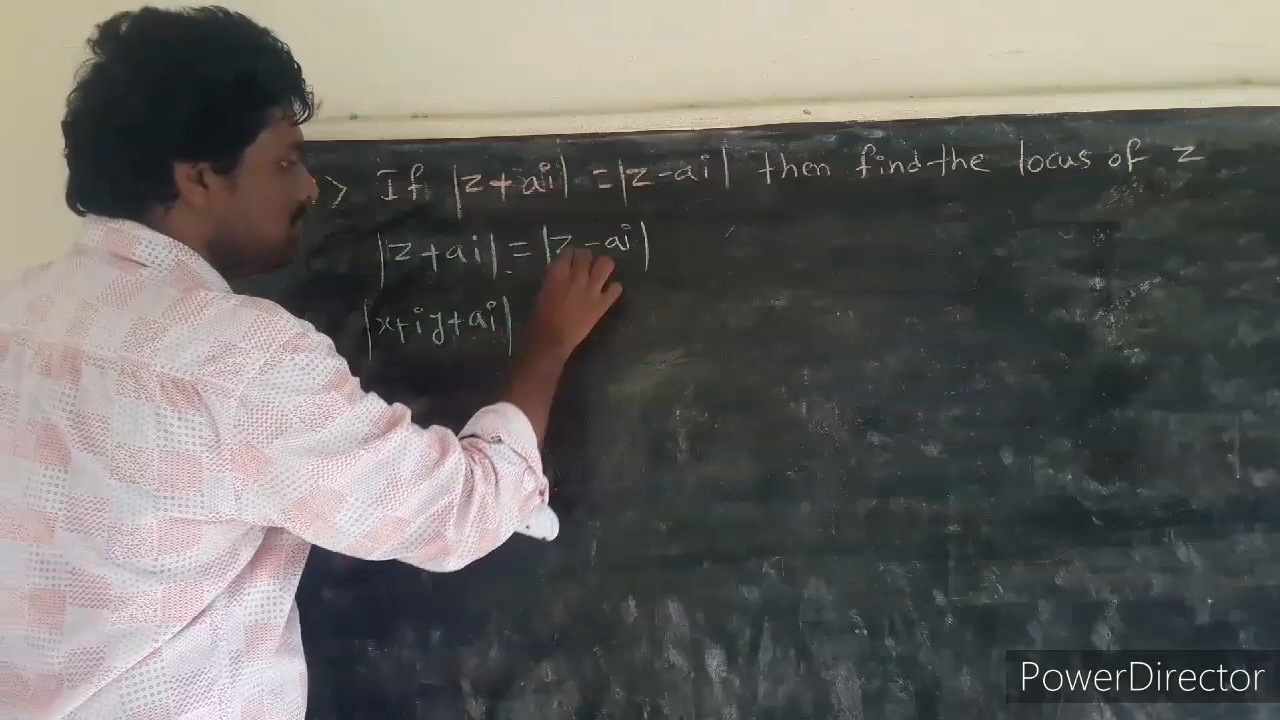 > If |z+ai| = |z-ai| then find the locus of z
|z+ai| = |z-ai|
|x+iy+ai|
PowerDirector